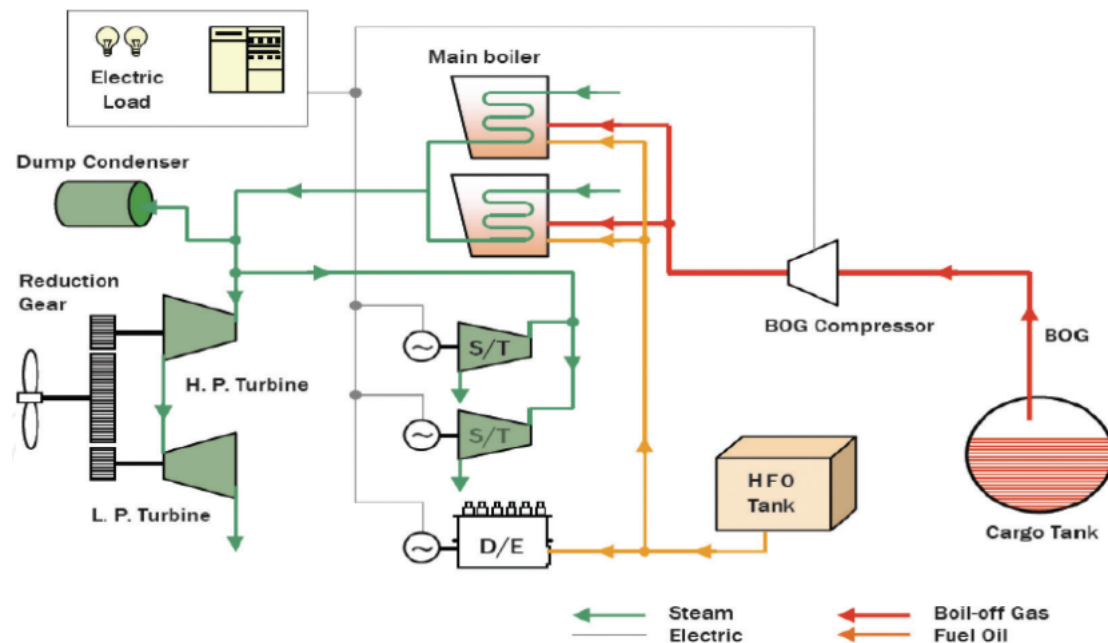 Electric
Load
Main boiler
Dump Condenser
Reduction
Gear
BOG Compressor
BOG
S/T
H. P. Turbine
S/T
HFO
Tank
L. P. Turbine
D/E
Cargo Tank
Steam
Boil-off Gas
Electric
Fuel Oil